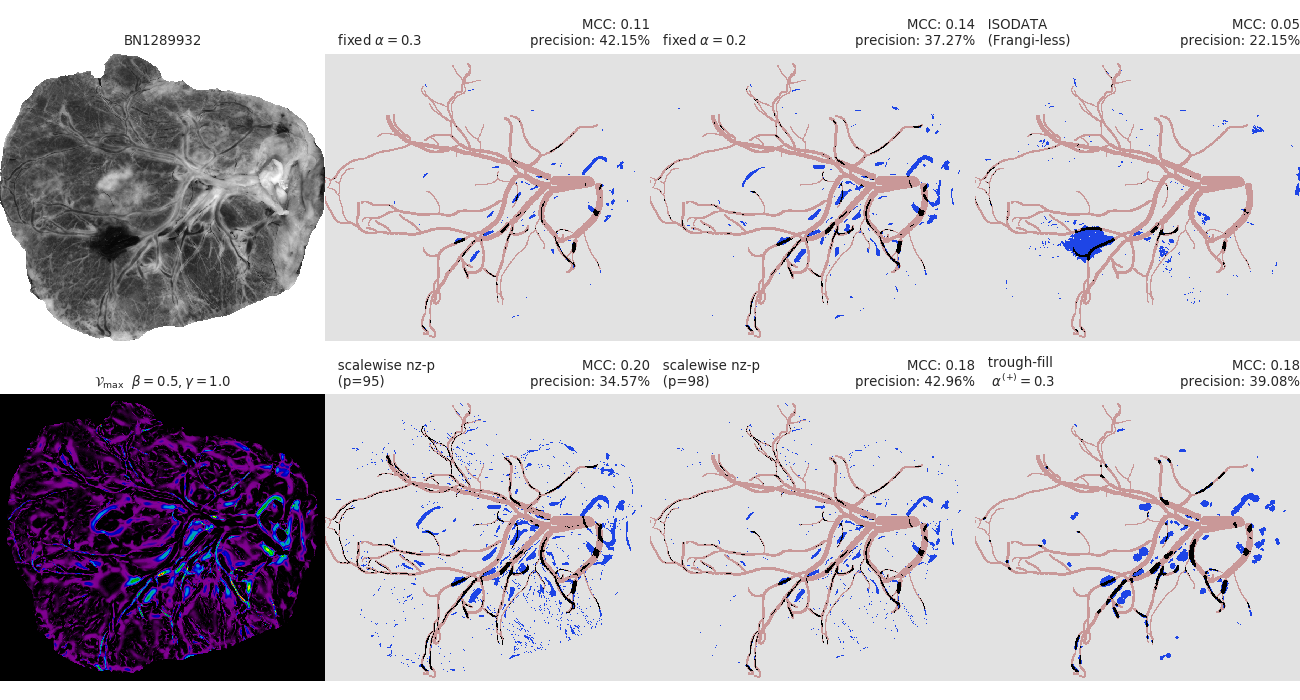 BN1289932
fixed α = 0.3
MCC: 0.11
precision: 42.15%
fixed α = 0.2
MCC: 0.14
precision: 37.27%
ISODATA
(Frangi-less)
MCC: 0.05
precision: 22.15%
𝒱max β = 0.5, γ = 1.0
scalewise nz-p
(p=95)
MCC: 0.20
precision: 34.57%
scalewise nz-p
(p=98)
MCC: 0.18
precision: 42.96%
trough-fill
α⁽⁺⁾ = 0.3
MCC: 0.18
precision: 39.08%